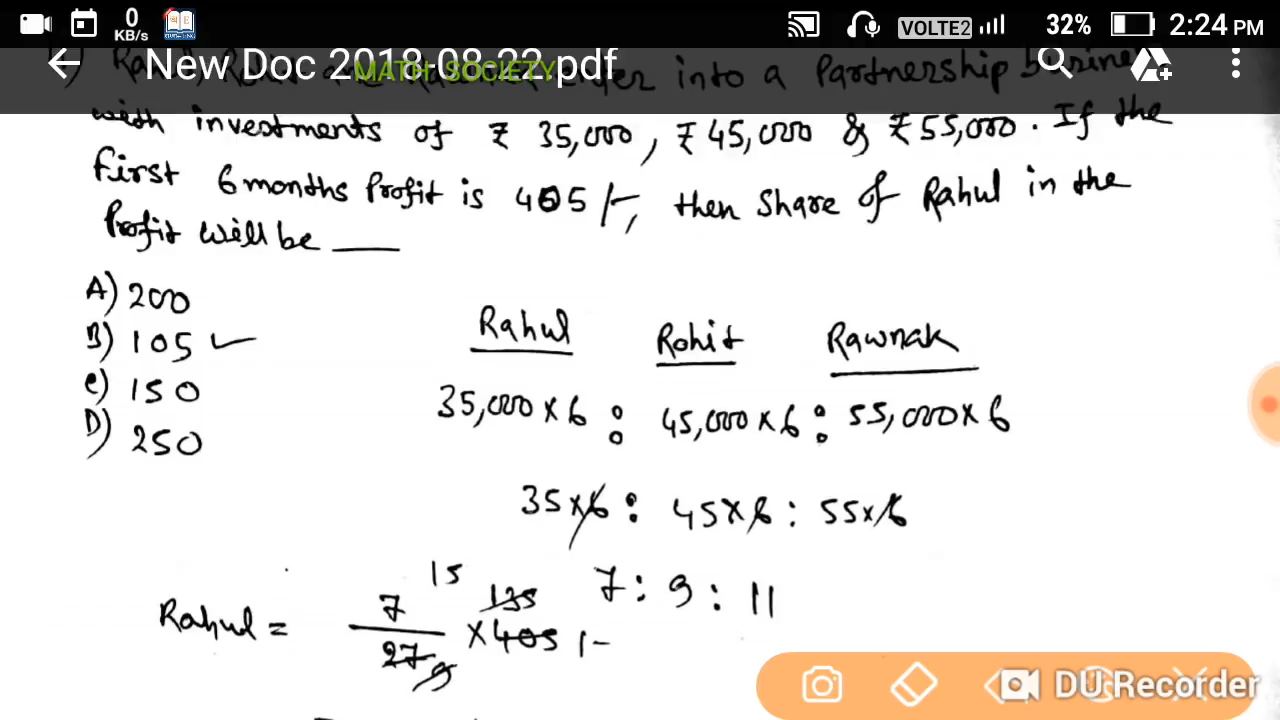 0
KB/s
VOLTE2
32%
2:24 PM
New Doc 2018-08-22.pdf
MATH SOCIETY
enter into a Partnership busine
with investments of ₹ 35,000, ₹ 45,000 & ₹ 55,000. If the
first 6 months Profit is 405/-, then share of Rahul in the
Profit will be ____
A) 200
B) 105 ✓
C) 150
D) 250
Rahul Rohit Rawnak
35,000 × 6 : 45,000 × 6 : 55,000 × 6
35 × 6 : 45 × 6 : 55 × 6
7 : 9 : 11
15
135
Rahul = 7/27 × 405/-
9
DU Recorder